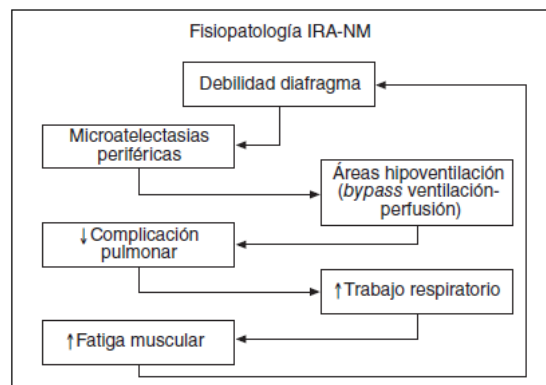 Fisiopatología IRA-NM
Debilidad diafragma
Microatelectasias
periféricas
Áreas hipoventilación
(bypass ventilación-
perfusión)
↓Complicación
pulmonar
↑Trabajo respiratorio
↑Fatiga muscular